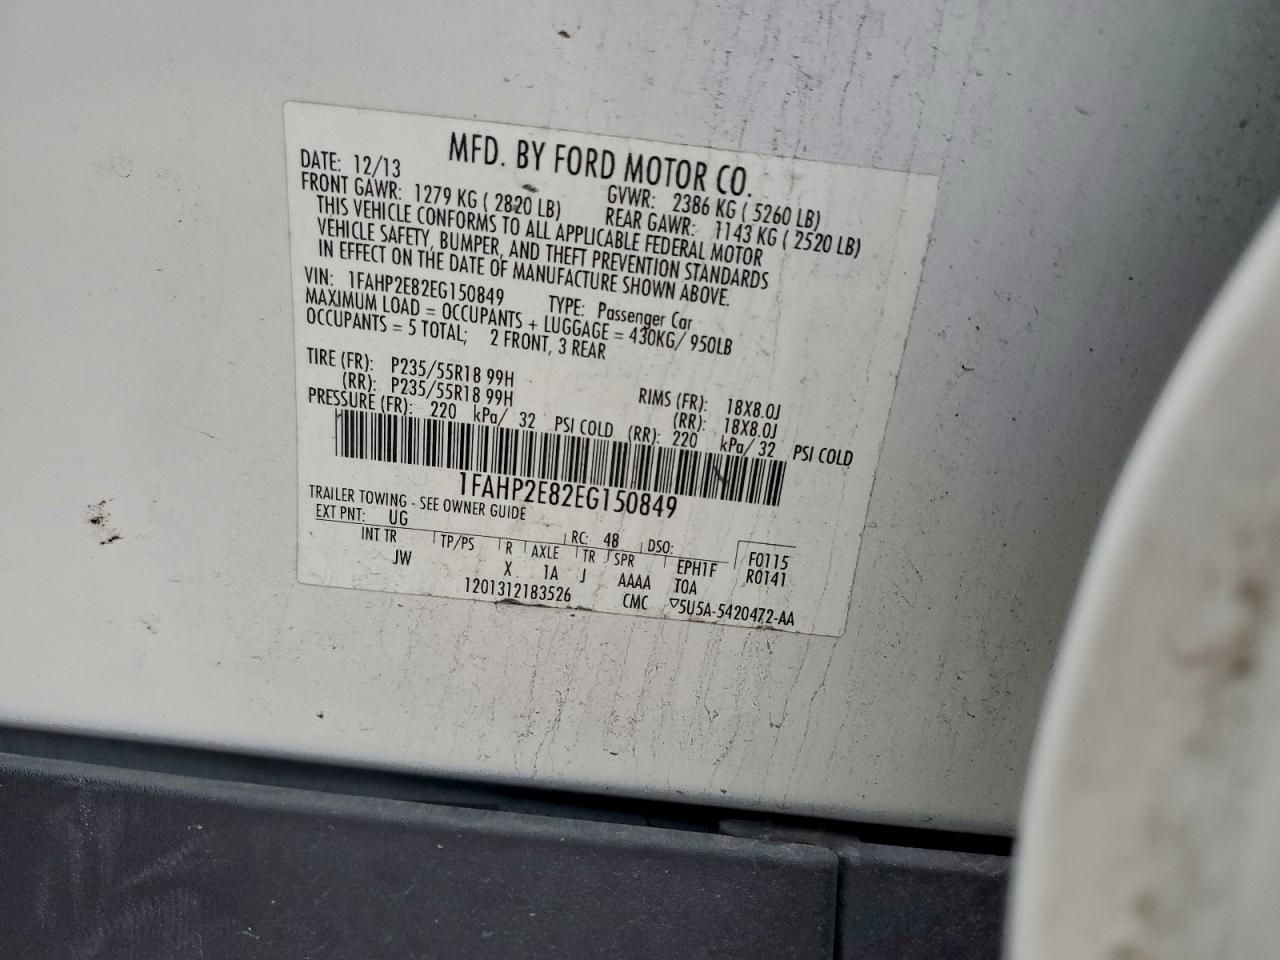 MFD. BY FORD MOTOR CO.
DATE: 12/13 GVWR: 2386 KG ( 5260 LB)
FRONT GAWR: 1279 KG ( 2820 LB) REAR GAWR: 1143 KG ( 2520 LB)
THIS VEHICLE CONFORMS TO ALL APPLICABLE FEDERAL MOTOR
VEHICLE SAFETY, BUMPER, AND THEFT PREVENTION STANDARDS
IN EFFECT ON THE DATE OF MANUFACTURE SHOWN ABOVE.
VIN: 1FAHP2E82EG150849 TYPE: Passenger Car
MAXIMUM LOAD = OCCUPANTS + LUGGAGE = 430KG/ 950LB
OCCUPANTS = 5 TOTAL; 2 FRONT, 3 REAR
TIRE (FR): P235/55R18 99H RIMS (FR): 18X8.0J
(RR): P235/55R18 99H (RR): 18X8.0J
PRESSURE (FR): 220 kPa/ 32 PSI COLD (RR): 220 kPa/ 32 PSI COLD
1FAHP2E82EG150849
TRAILER TOWING - SEE OWNER GUIDE
EXT PNT: UG RC: 48 DSO: F0115
INT TR TP/PS R AXLE TR SPR EPH1F R0141
JW X 1A J AAAA T0A
1201312183526 CMC ▽5U5A-5420472-AA